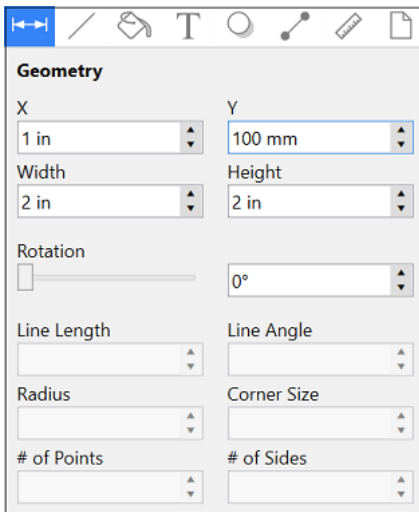 T
Geometry
X Y
1 in 100 mm
Width Height
2 in 2 in
Rotation
0°
Line Length Line Angle
Radius Corner Size
# of Points # of Sides